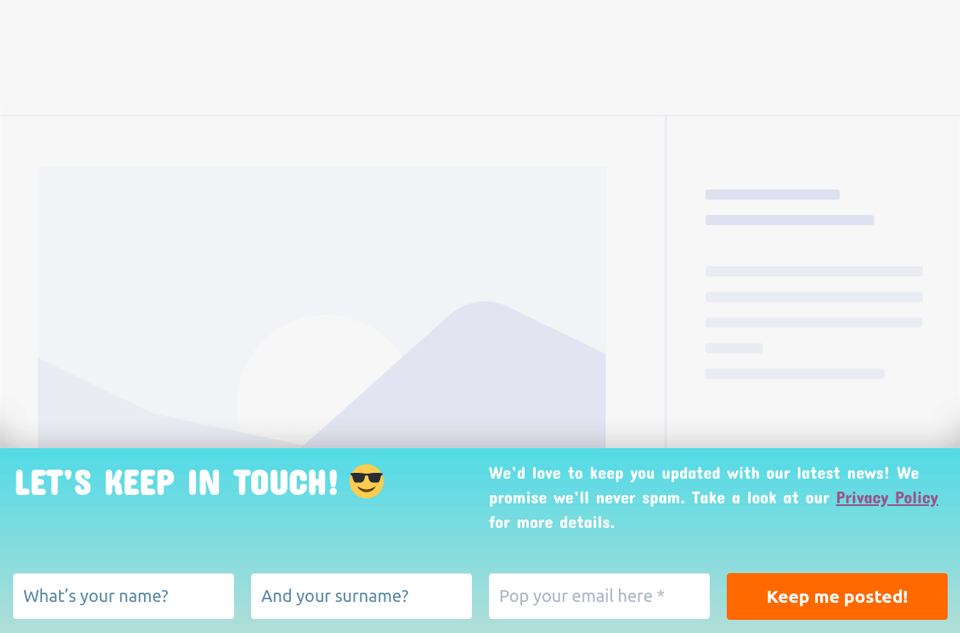 LET'S KEEP IN TOUCH! 😎
We'd love to keep you updated with our latest news! We
promise we'll never spam. Take a look at our Privacy Policy
for more details.
What's your name?
And your surname?
Pop your email here *
Keep me posted!